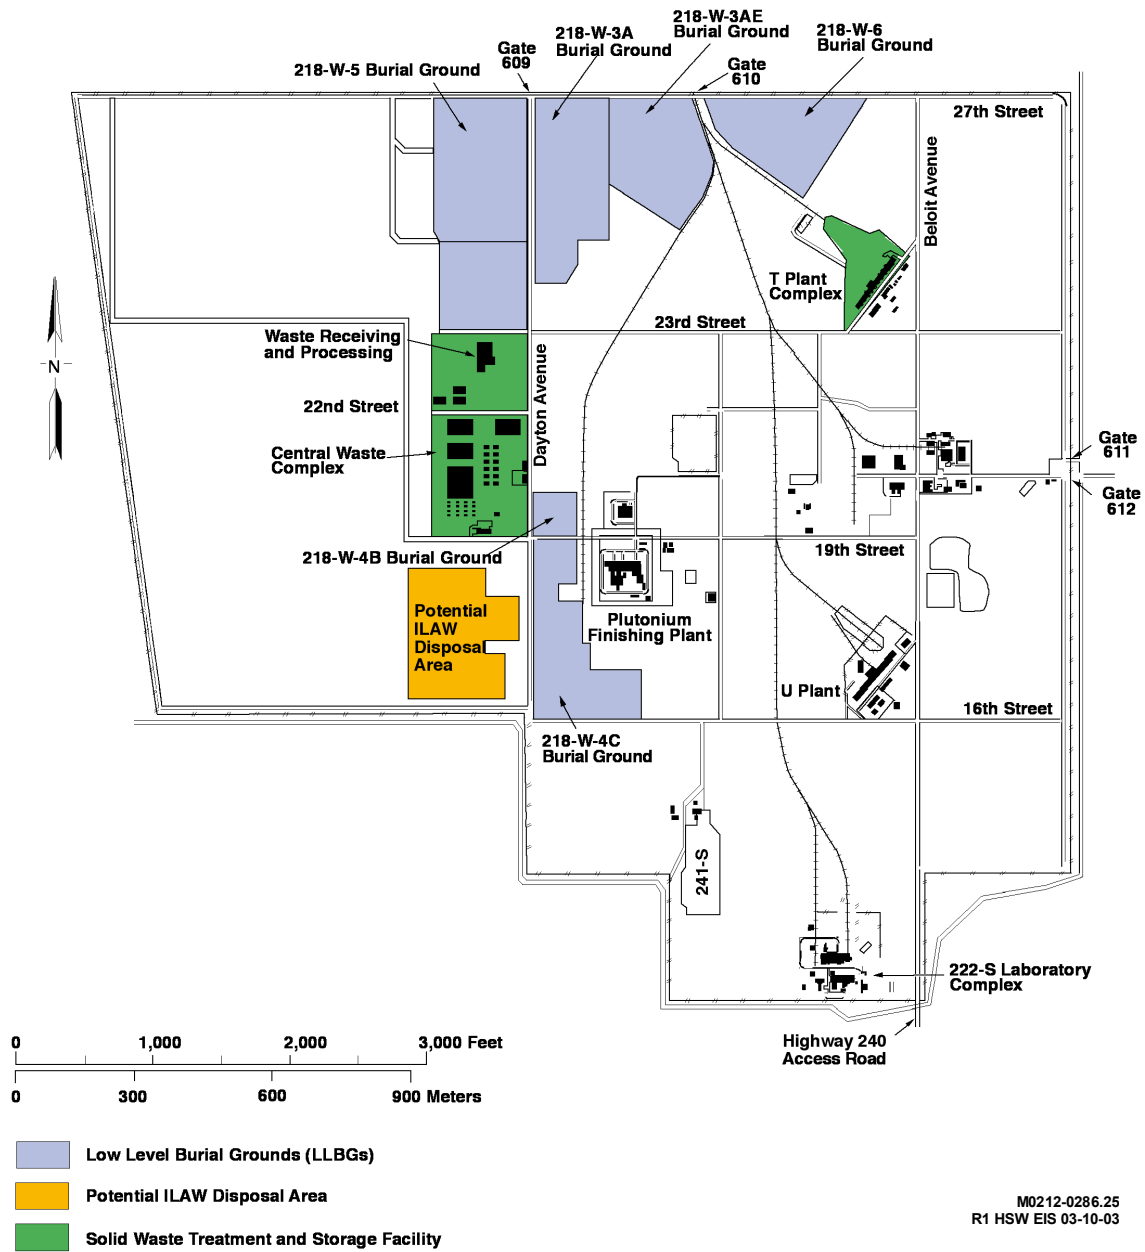 218-W-3AE
Burial Ground
218-W-6
Burial Ground
218-W-3A
Burial Ground
Gate
609
Gate
610
218-W-5 Burial Ground
27th Street
Beloit Avenue
T Plant
Complex
23rd Street
Waste Receiving
and Processing
N
Dayton Avenue
22nd Street
Central Waste
Complex
Gate
611
Gate
612
218-W-4B Burial Ground
19th Street
Potential
ILAW
Disposal
Area
Plutonium
Finishing Plant
U Plant
16th Street
218-W-4C
Burial Ground
241-S
222-S Laboratory
Complex
Highway 240
Access Road
0 1,000 2,000 3,000 Feet
0 300 600 900 Meters
Low Level Burial Grounds (LLBGs)
Potential ILAW Disposal Area
Solid Waste Treatment and Storage Facility
M0212-0286.25
R1 HSW EIS 03-10-03